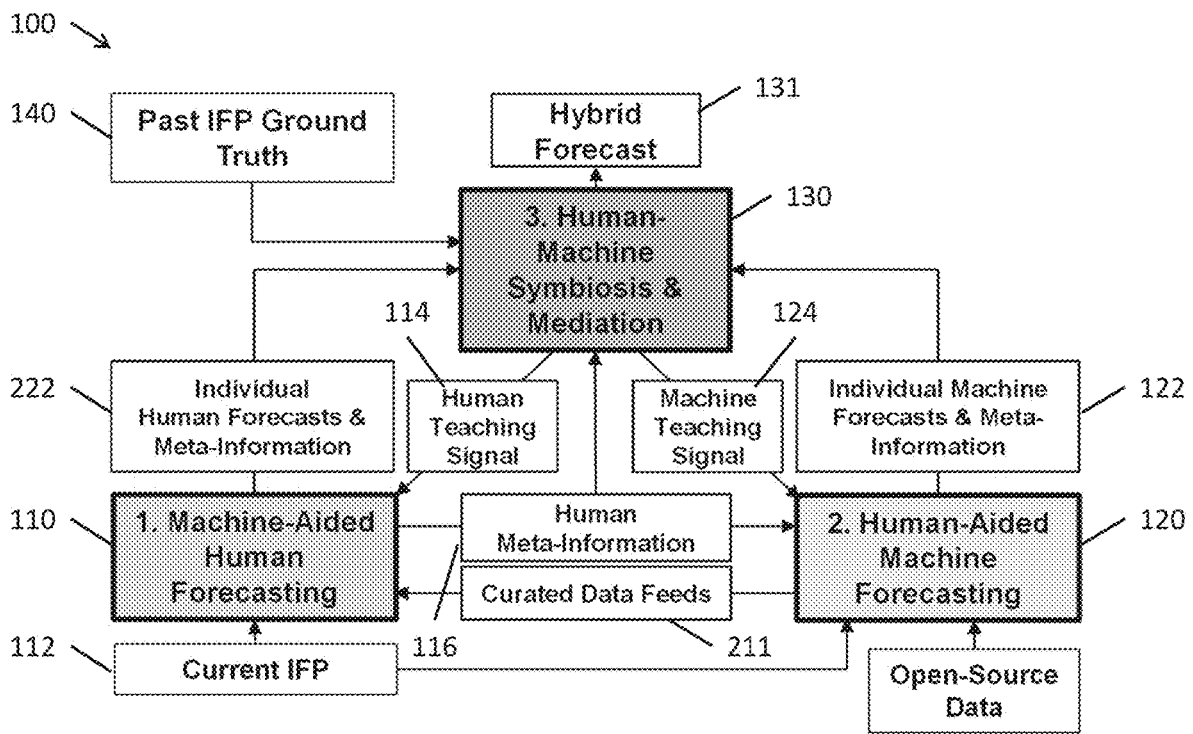 100
140
Past IFP Ground
Truth
131
Hybrid
Forecast
130
3. Human-
Machine
Symbiosis &
Mediation
114
124
222
Individual
Human Forecasts &
Meta-Information
Human
Teaching
Signal
Machine
Teaching
Signal
Individual Machine
Forecasts & Meta-
Information
122
110
1. Machine-Aided
Human
Forecasting
Human
Meta-Information
Curated Data Feeds
2. Human-Aided
Machine
Forecasting
120
112
Current IFP
116
211
Open-Source
Data